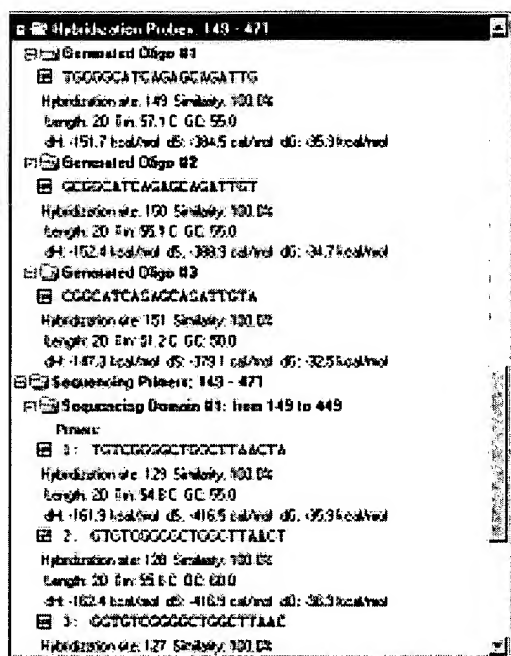 Hybridization Probes: 149 - 471
Generated Oligo #1
TGCGGCATCAGAGCAGATTG
Hybridization site: 149 Similarity: 100.0%
Length: 20 Tm: 57.1 C GC: 55.0
dH: -151.7 kcal/mol dS: -384.5 cal/mol dG: -35.9 kcal/mol
Generated Oligo #2
GCGGCATCAGAGCAGATTGT
Hybridization site: 150 Similarity: 100.0%
Length: 20 Tm: C GC: 55.0
dH: -152.4 kcal/mol dS: cal/mol dG: -34.7 kcal/mol
Generated Oligo #3
CGGCATCAGAGCAGATTGTA
Hybridization site: 151 Similarity: 100.0%
Length: 20 Tm: 51.2 C GC: 50.0
dH: -147.3 kcal/mol dS: -379.1 cal/mol dG: -32.5 kcal/mol
Sequencing Primers: 149 - 471
Sequencing Domain #1: from 149 to 449
Primers:
1: TGTCGGGGCTGGCTTAACTA
Hybridization site: 129 Similarity: 100.0%
Length: 20 Tm: 54.8 C GC: 55.0
dH: -161.9 kcal/mol dS: -416.5 cal/mol dG: -35.9 kcal/mol
2: GTGTCGGGGCTGGCTTAACT
Hybridization site: 128 Similarity: 100.0%
Length: 20 Tm: 55.6 C GC: 60.0
dH: -162.4 kcal/mol dS: -416.9 cal/mol dG: -36.3 kcal/mol
3: GGTGTCGGGGCTGGCTTAAC
Hybridization site: 127 Similarity: 100.0%